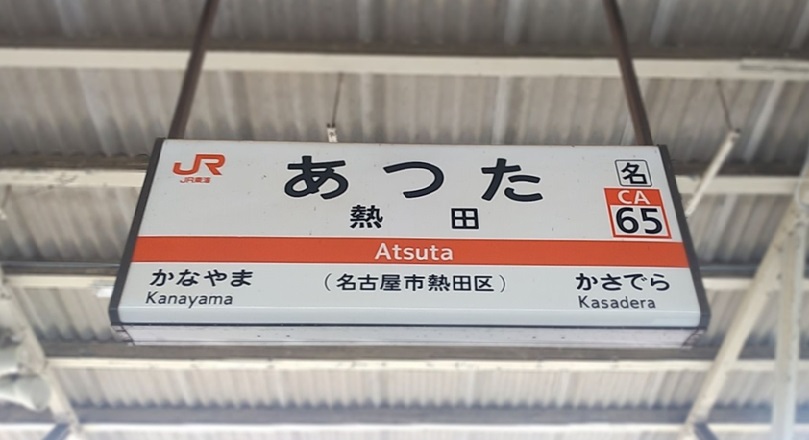 JR
JR東海
あつた
熱田
名
CA
65
Atsuta
かなやま
Kanayama
(名古屋市熱田区)
かさでら
Kasadera